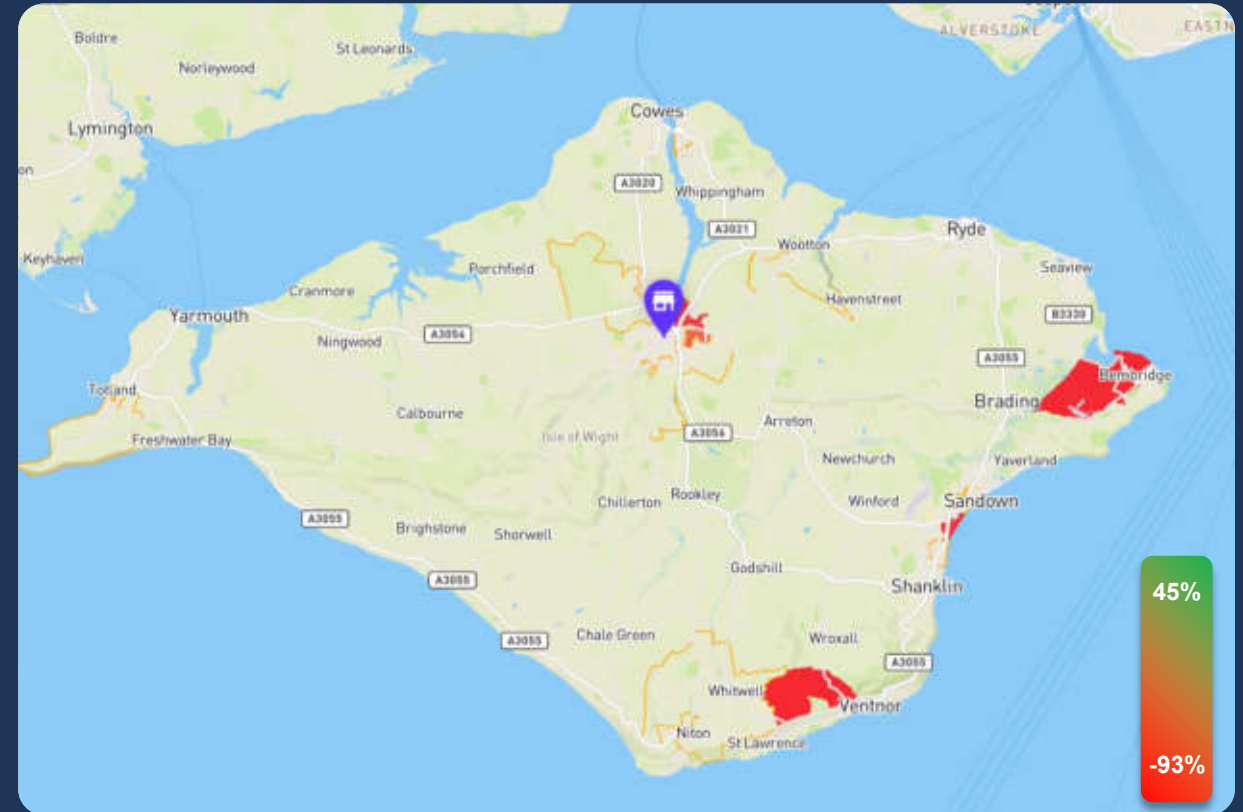 Boldre
St Leonards
Norleywood
ALVERSTOKE
Cowes
Lymington
A3020
Whippingham
A3021
Ryde
Wootton
Keyhaven
Porchfield
Seaview
Cranmore
Havenstreet
Yarmouth
B3330
A3054
Ningwood
A3055
Bembridge
Totland
Brading
Calbourne
Arreton
Freshwater Bay
Isle of Wight
A3056
Newchurch
Yaverland
Chillerton
Rookley
Winford
Sandown
A3055
Brighstone
Shorwell
Godshill
A3055
Shanklin
45%
Chale Green
Wroxall
A3055
A3055
Whitwell
Ventnor
Niton
St Lawrence
-93%